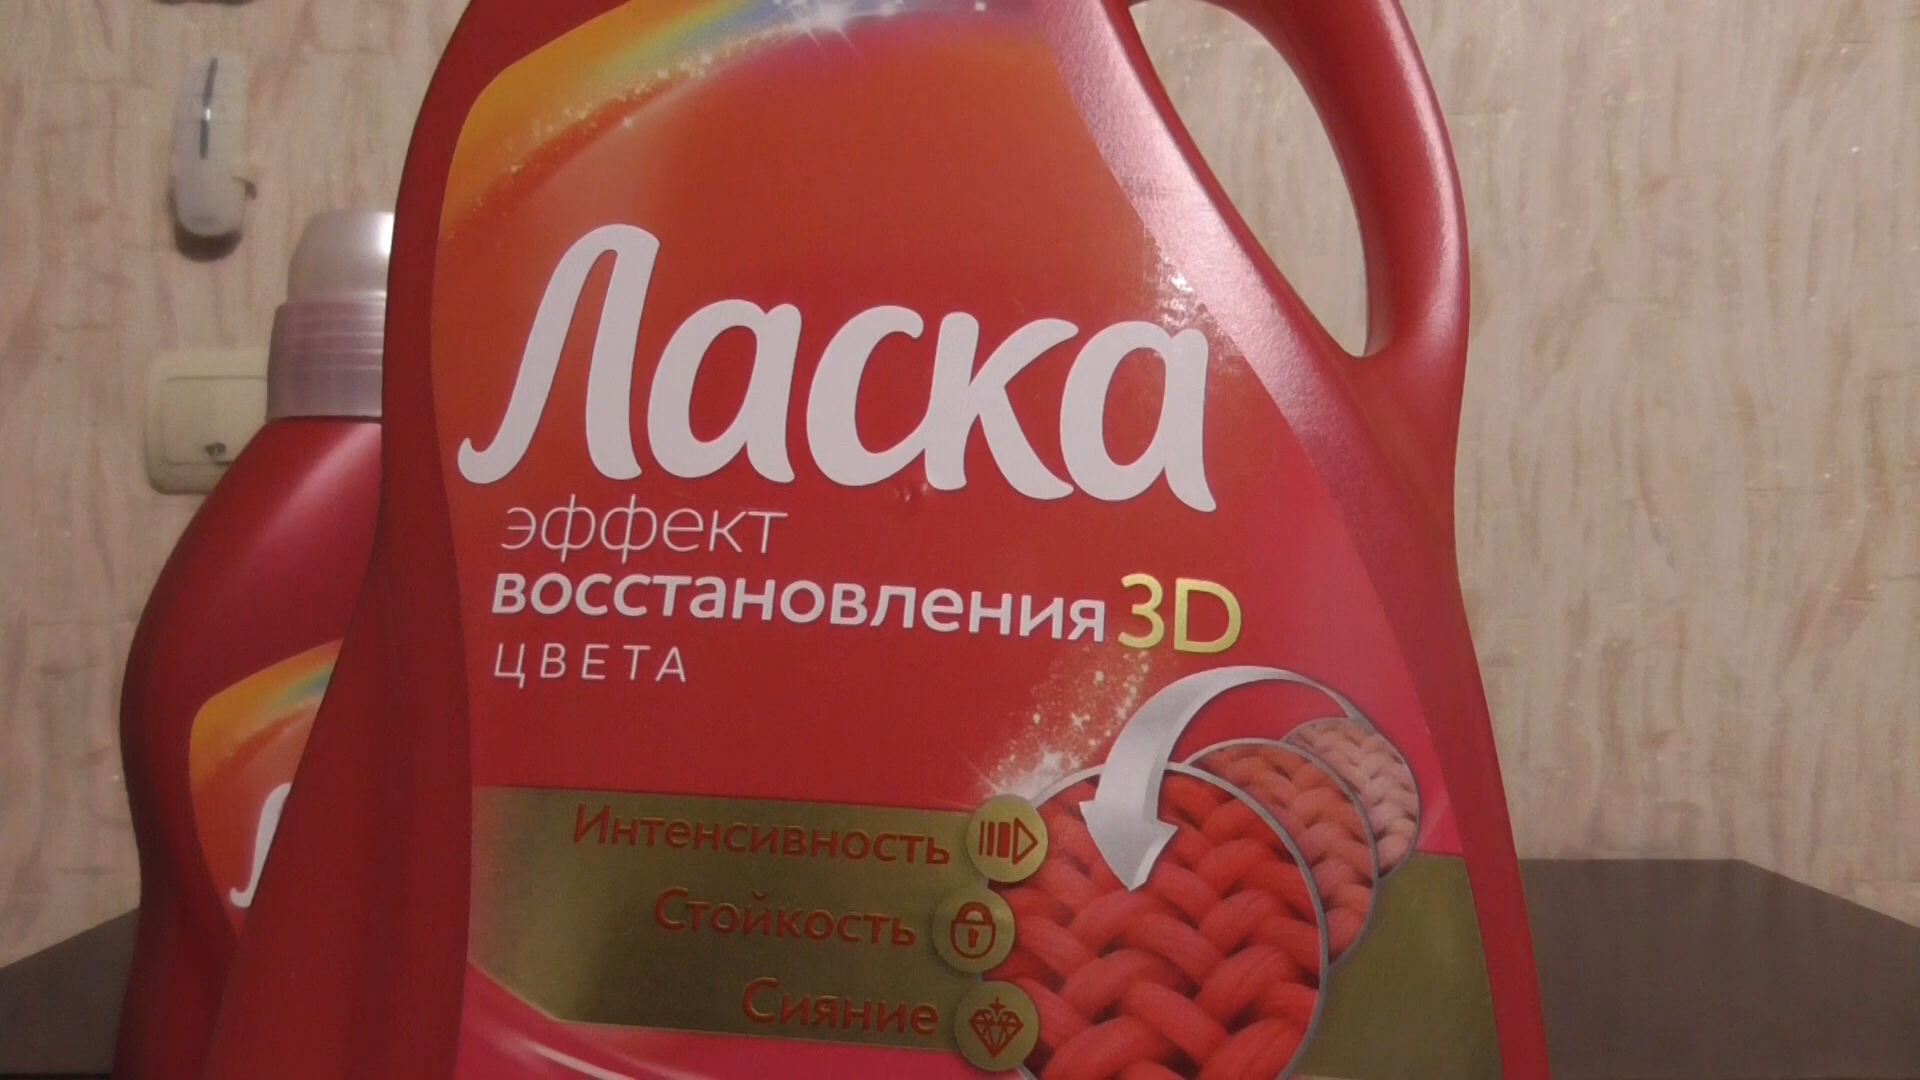 Ласка
эффект
восстановления 3D
ЦВЕТА
Интенсивность
Стойкость
Сияние